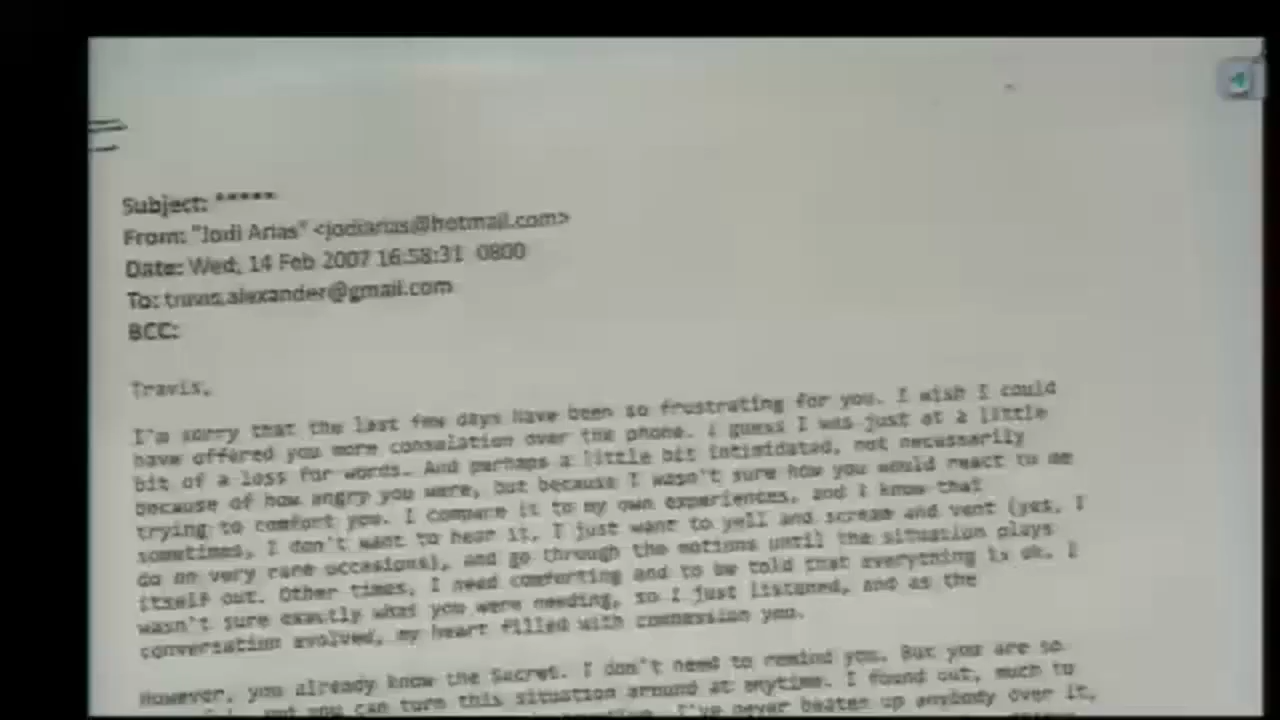 Subject: *****
From: "Jodi Arias" <jodiarias@hotmail.com>
Date: Wed, 14 Feb 2007 16:58:31 0800
To: travis.alexander@gmail.com
BCC:
Travis,
I'm sorry that the last few days have been so frustrating for you. I wish I could
have offered you more consolation over the phone. I guess I was just at a little
bit of a loss for words. And perhaps a little bit intimidated, not necessarily
because of how angry you were, but because I wasn't sure how you would react to me
trying to comfort you. I compare it to my own experiences, and I know that
sometimes, I don't want to hear it, I just want to yell and scream and vent (yes, I
do on very rare occasions), and go through the motions until the situation plays
itself out. Other times, I need comforting and to be told that everything is ok. I
wasn't sure exactly what you were needing, so I just listened, and as the
conversation evolved, my heart filled with compassion you.
However, you already know the Secret. I don't need to remind you. But you are so
and you can turn this situation around at anytime. I found out, much to
I've never beaten up anybody over it,